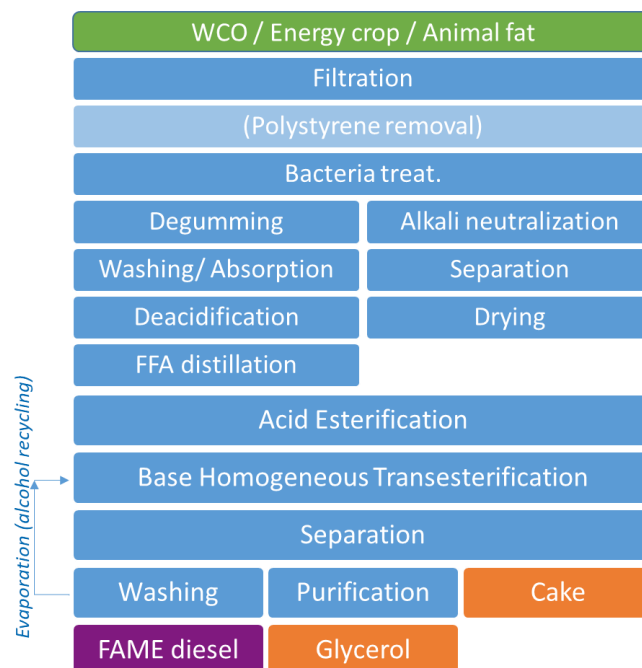 WCO / Energy crop / Animal fat
Filtration
(Polystyrene removal)
Bacteria treat.
Degumming
Alkali neutralization
Washing/ Absorption
Separation
Deacidification
Drying
FFA distillation
Acid Esterification
Base Homogeneous Transesterification
Separation
Washing
Purification
Cake
FAME diesel
Glycerol
Evaporation (alcohol recycling)